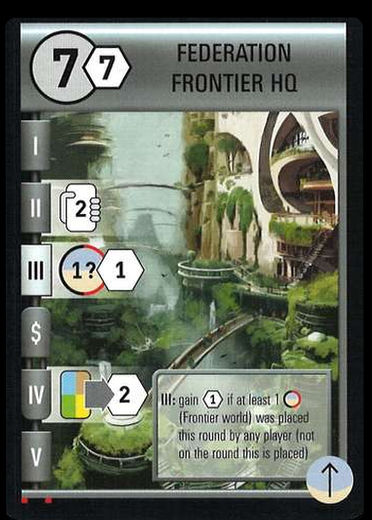 7 7
FEDERATION
FRONTIER HQ
I
II 2
III 1? 1
$
IV 2
V
III: gain 1 if at least 1
(Frontier world) was placed
this round by any player (not
on the round this is placed)